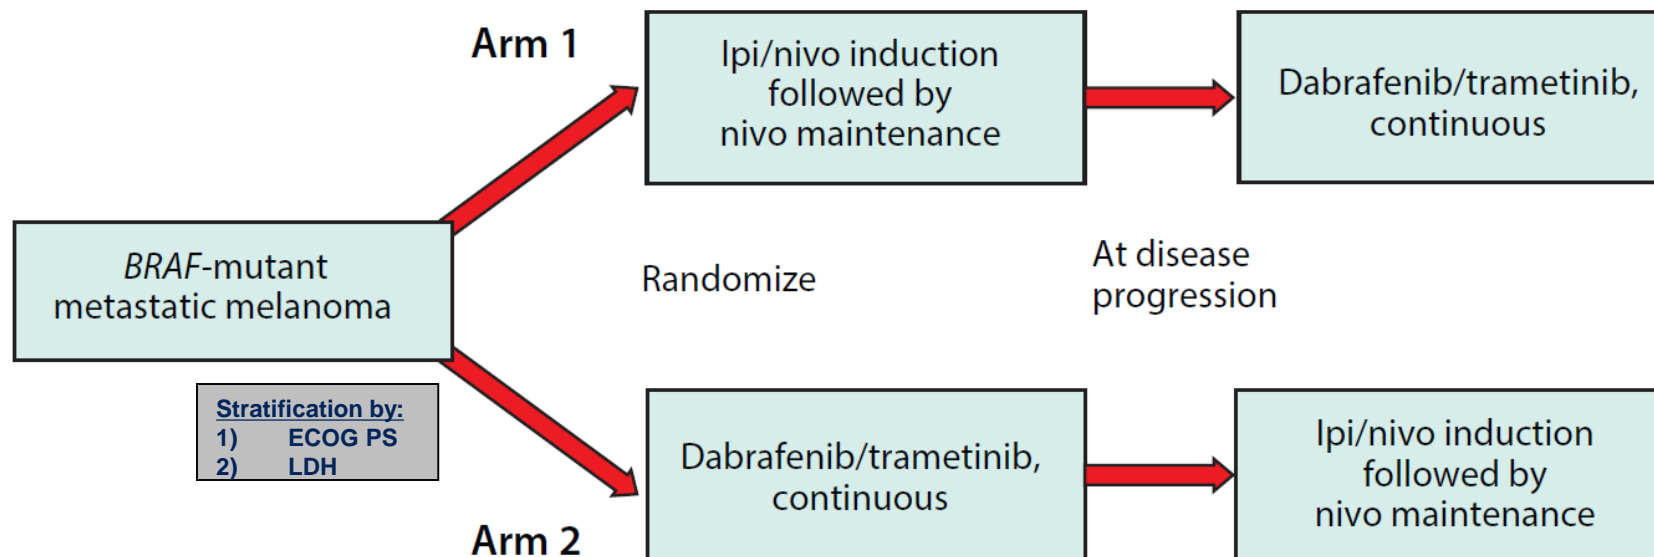 Arm 1
Ipi/nivo induction
followed by
nivo maintenance
Dabrafenib/trametinib,
continuous
BRAF-mutant
metastatic melanoma
Randomize
At disease
progression
Stratification by:
1) ECOG PS
2) LDH
Arm 2
Dabrafenib/trametinib,
continuous
Ipi/nivo induction
followed by
nivo maintenance